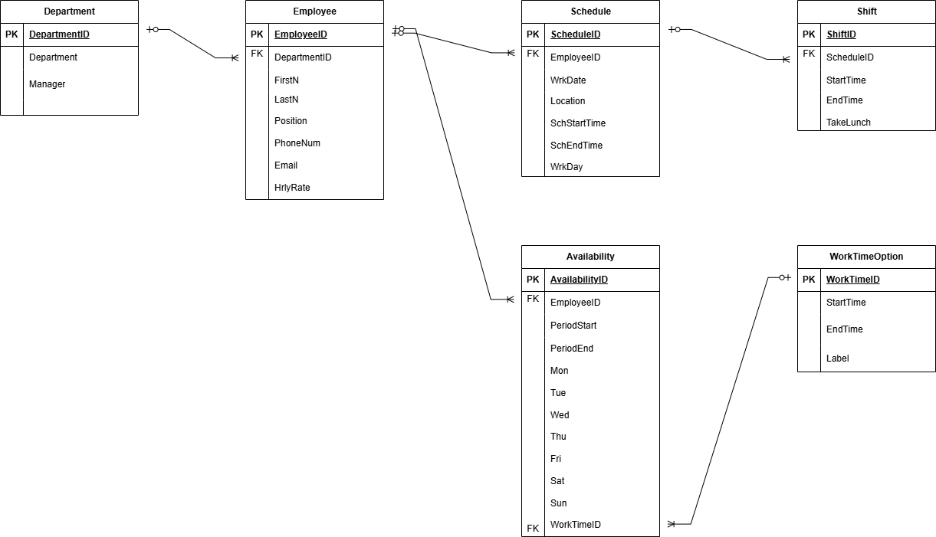 Department
PK DepartmentID
Department
Manager
Employee
PK EmployeeID
FK DepartmentID
FirstN
LastN
Position
PhoneNum
Email
HrlyRate
Schedule
PK ScheduleID
FK EmployeeID
WrkDate
Location
SchStartTime
SchEndTime
WrkDay
Shift
PK ShiftID
FK ScheduleID
StartTime
EndTime
TakeLunch
Availability
PK AvailabilityID
FK EmployeeID
PeriodStart
PeriodEnd
Mon
Tue
Wed
Thu
Fri
Sat
Sun
FK WorkTimeID
WorkTimeOption
PK WorkTimeID
StartTime
EndTime
Label